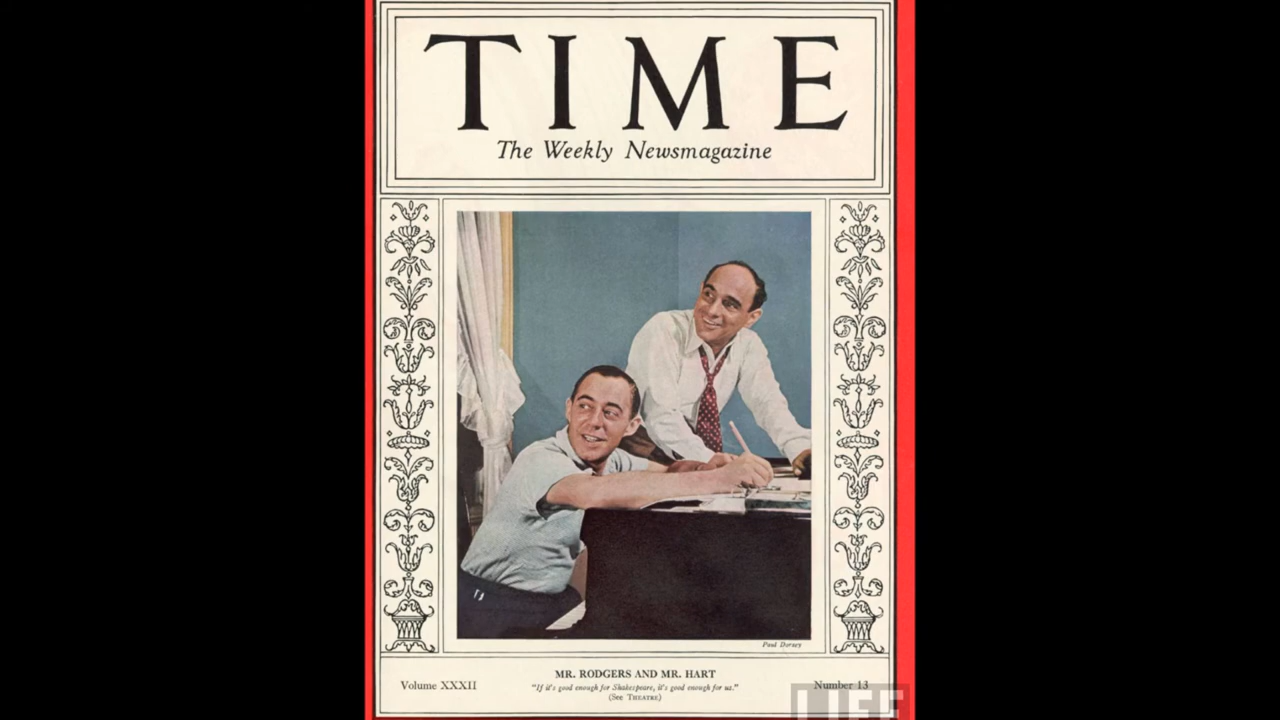 TIME
The Weekly Newsmagazine
Paul Dorsey
MR. RODGERS AND MR. HART
Volume XXXII
"If it's good enough for Shakespeare, it's good enough for us."
Number 13
(See THEATRE)
LIFE